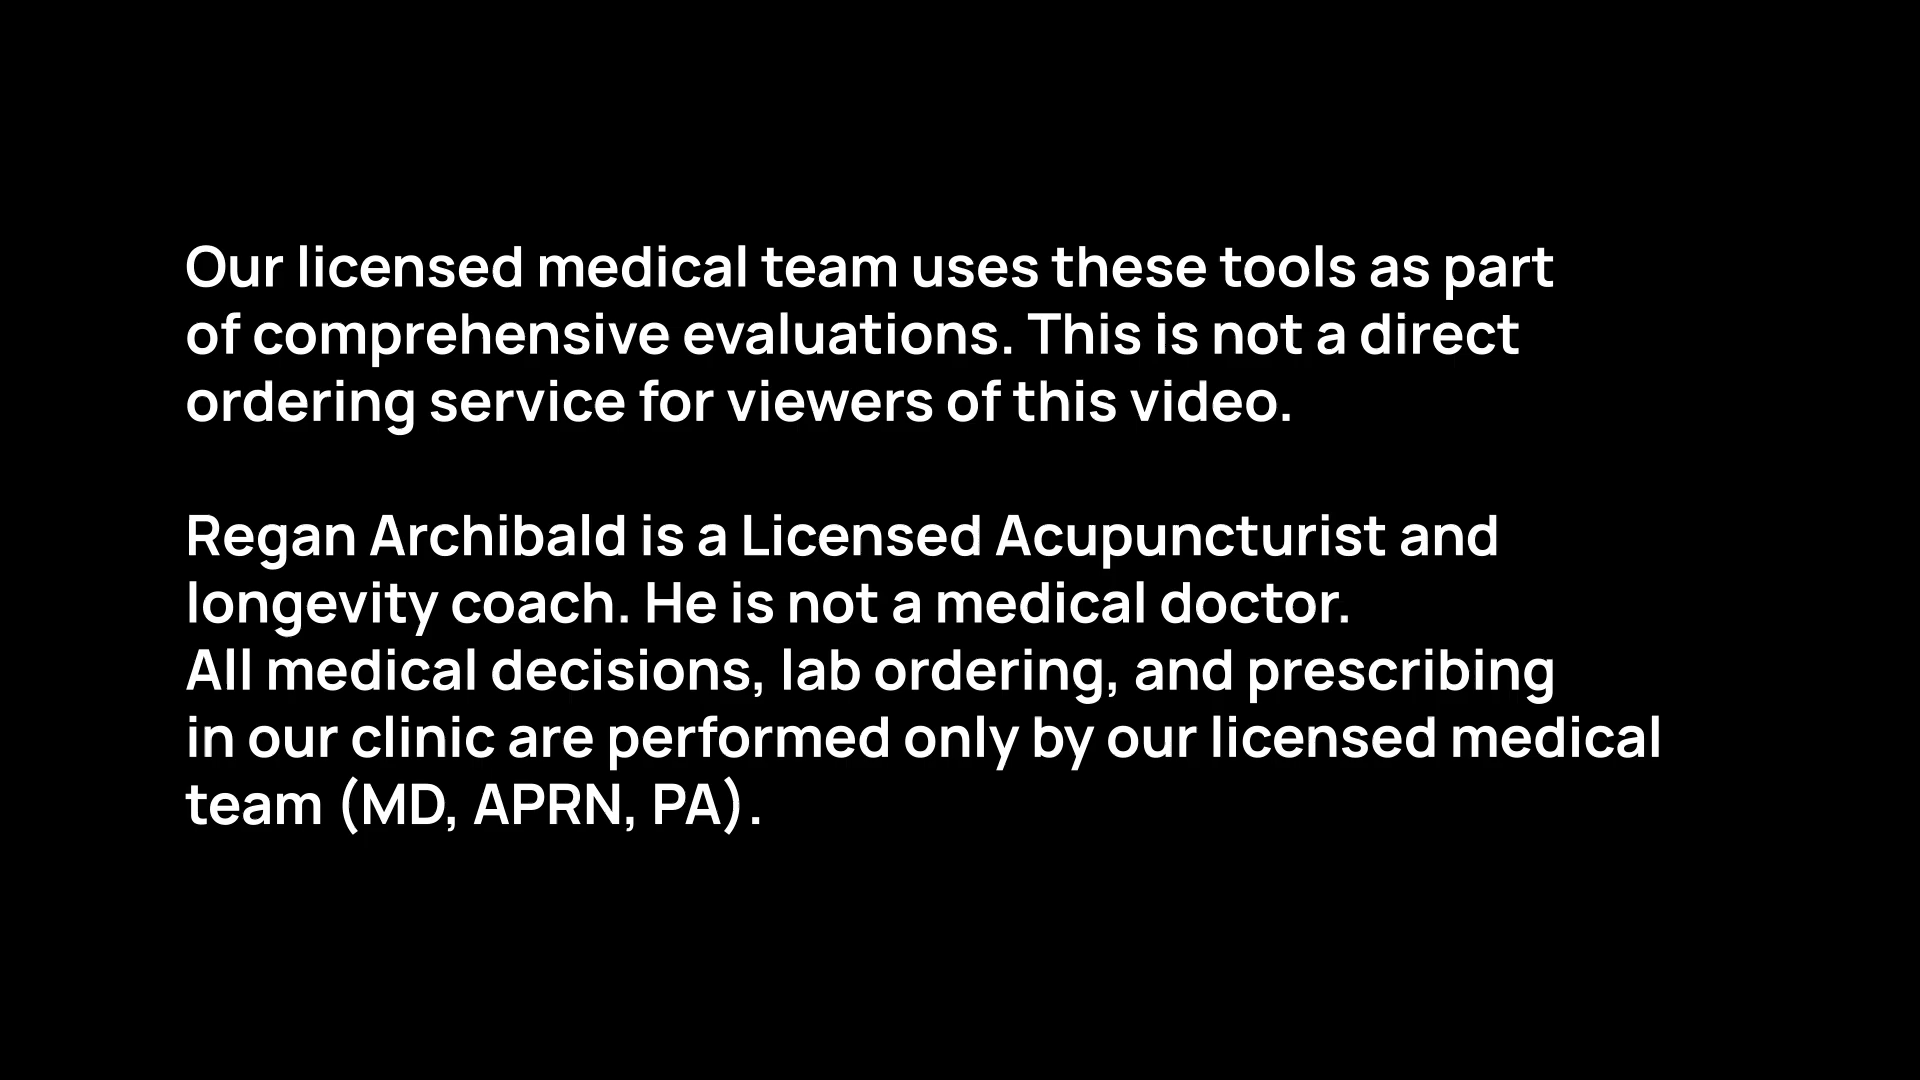 Our licensed medical team uses these tools as part
of comprehensive evaluations. This is not a direct
ordering service for viewers of this video.
Regan Archibald is a Licensed Acupuncturist and
longevity coach. He is not a medical doctor.
All medical decisions, lab ordering, and prescribing
in our clinic are performed only by our licensed medical
team (MD, APRN, PA).